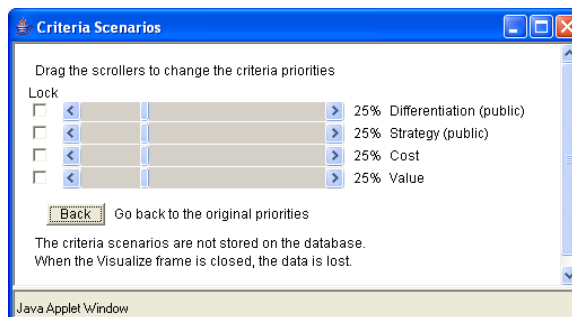 Criteria Scenarios
Drag the scrollers to change the criteria priorities
Lock
25% Differentiation (public)
25% Strategy (public)
25% Cost
25% Value
Back Go back to the original priorities
The criteria scenarios are not stored on the database.
When the Visualize frame is closed, the data is lost.
Java Applet Window